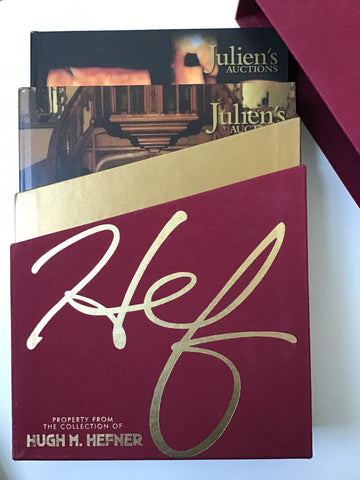 Julien's
AUCTIONS
Julien's
AUCTIONS
Hef
PROPERTY FROM
THE COLLECTION OF
HUGH M. HEFNER